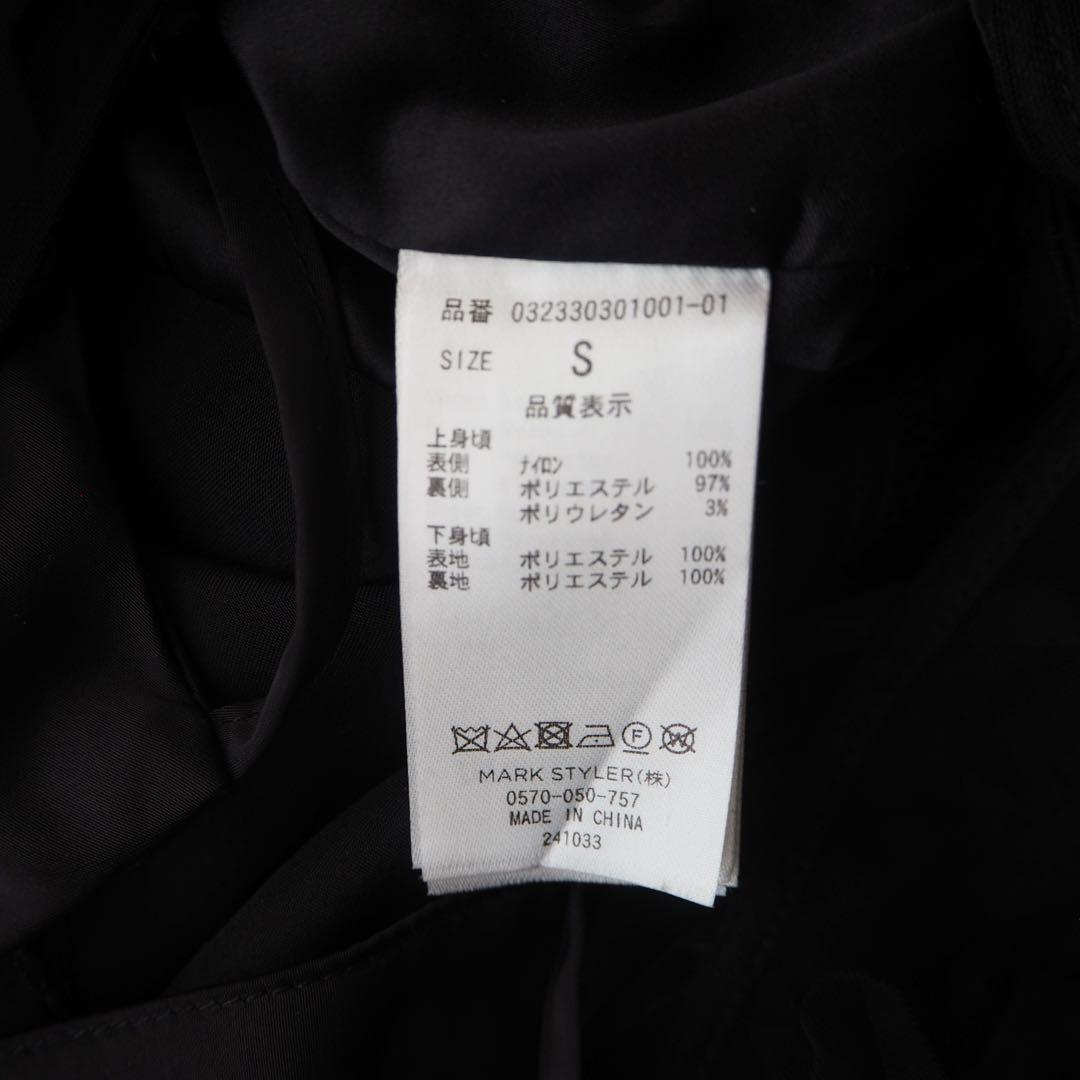 品番 032330301001-01
SIZE S
品質表示
上身頃
表側 ﾅｲﾛﾝ 100%
裏側 ポリエステル 97%
ポリウレタン 3%
下身頃
表地 ポリエステル 100%
裏地 ポリエステル 100%
F W
MARK STYLER(株)
0570-050-757
MADE IN CHINA
241033